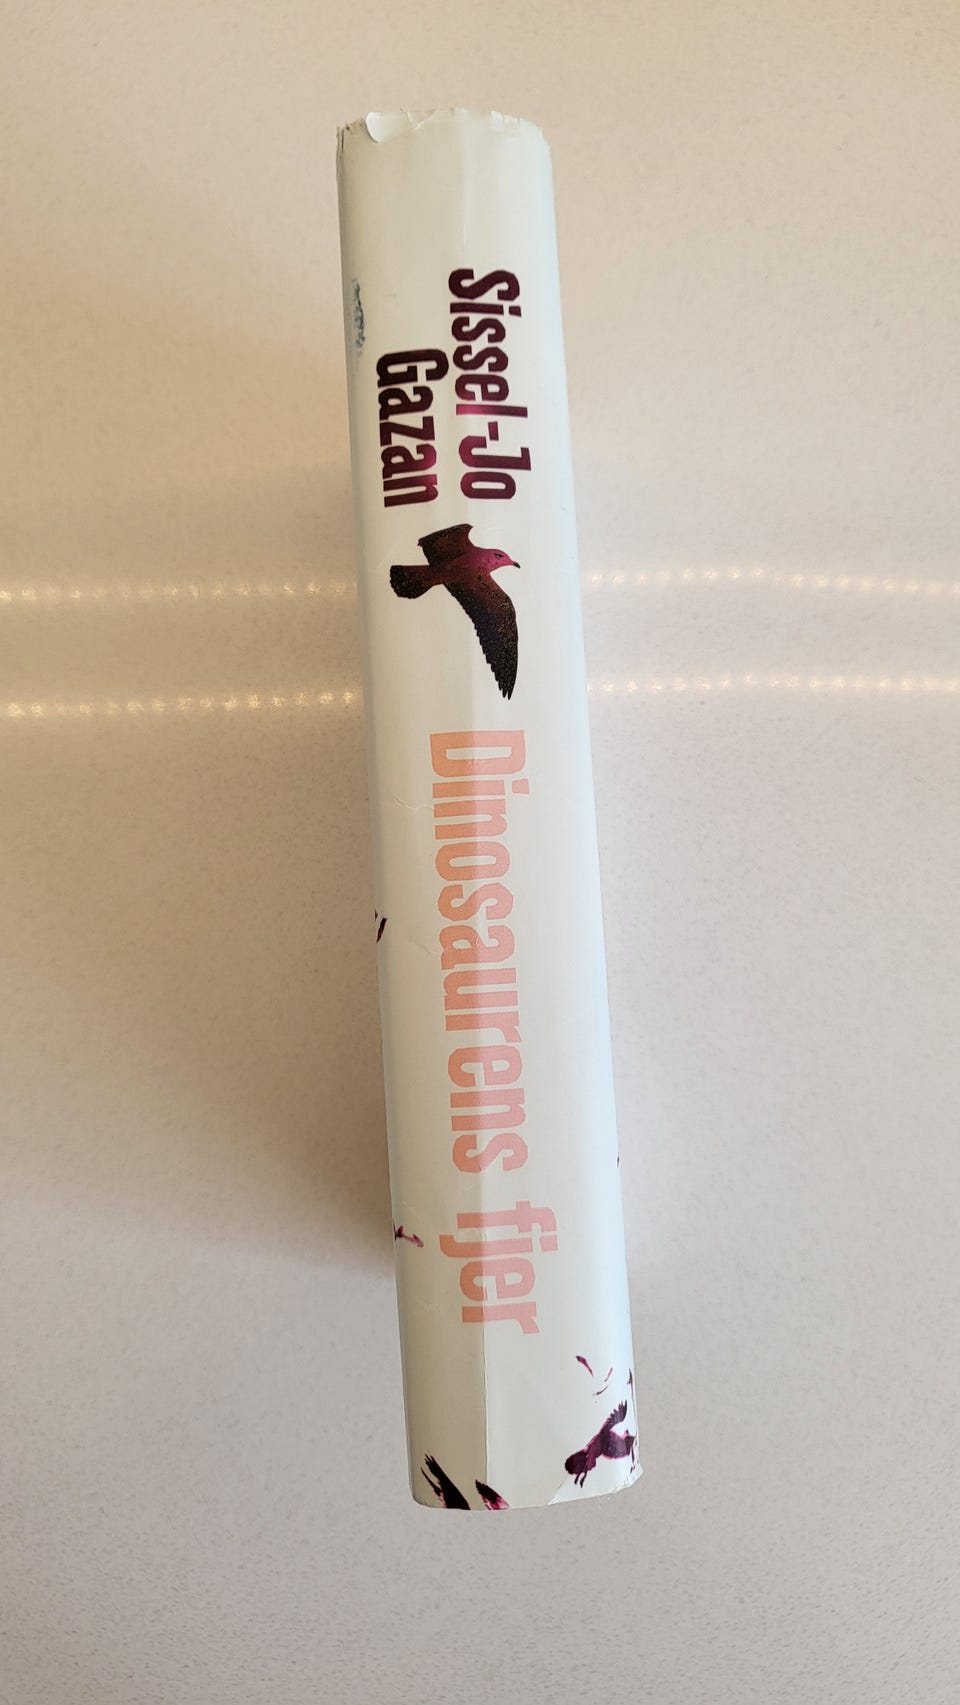 Sissel-Jo
Gazan
Dinosaurens fjer